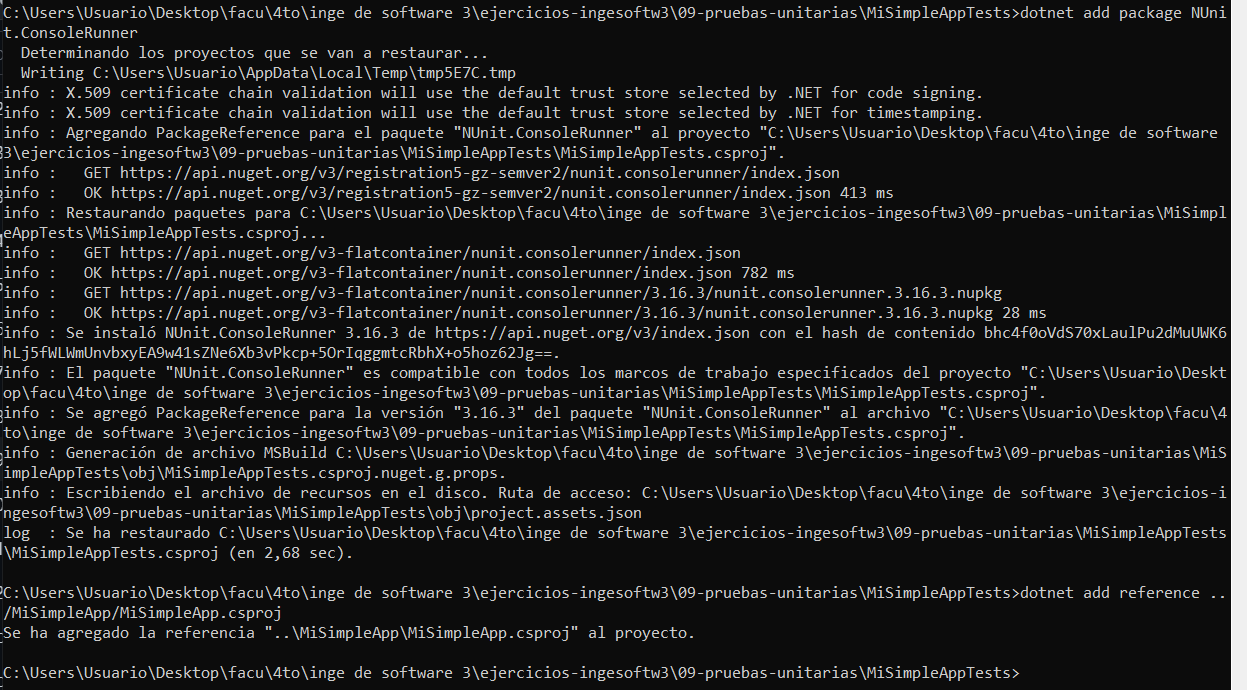 C:\Users\Usuario\Desktop\facu\4to\inge de software 3\ejercicios-ingesoftw3\09-pruebas-unitarias\MiSimpleAppTests>dotnet add package NUni
t.ConsoleRunner
  Determinando los proyectos que se van a restaurar...
  Writing C:\Users\Usuario\AppData\Local\Temp\tmp5E7C.tmp
info : X.509 certificate chain validation will use the default trust store selected by .NET for code signing.
info : X.509 certificate chain validation will use the default trust store selected by .NET for timestamping.
info : Agregando PackageReference para el paquete "NUnit.ConsoleRunner" al proyecto "C:\Users\Usuario\Desktop\facu\4to\inge de software
3\ejercicios-ingesoftw3\09-pruebas-unitarias\MiSimpleAppTests\MiSimpleAppTests.csproj".
info :   GET https://api.nuget.org/v3/registration5-gz-semver2/nunit.consolerunner/index.json
info :   OK https://api.nuget.org/v3/registration5-gz-semver2/nunit.consolerunner/index.json 413 ms
info : Restaurando paquetes para C:\Users\Usuario\Desktop\facu\4to\inge de software 3\ejercicios-ingesoftw3\09-pruebas-unitarias\MiSimpl
eAppTests\MiSimpleAppTests.csproj...
info :   GET https://api.nuget.org/v3-flatcontainer/nunit.consolerunner/index.json
info :   OK https://api.nuget.org/v3-flatcontainer/nunit.consolerunner/index.json 782 ms
info :   GET https://api.nuget.org/v3-flatcontainer/nunit.consolerunner/3.16.3/nunit.consolerunner.3.16.3.nupkg
info :   OK https://api.nuget.org/v3-flatcontainer/nunit.consolerunner/3.16.3/nunit.consolerunner.3.16.3.nupkg 28 ms
info : Se instaló NUnit.ConsoleRunner 3.16.3 de https://api.nuget.org/v3/index.json con el hash de contenido bhc4f0oVdS70xLaulPu2dMuUWK6
hLj5fWLWmUnvbxyEA9w41sZNe6Xb3vPkcp+5OrIqggmtcRbhX+o5hoz62Jg==.
info : El paquete "NUnit.ConsoleRunner" es compatible con todos los marcos de trabajo especificados del proyecto "C:\Users\Usuario\Deskt
op\facu\4to\inge de software 3\ejercicios-ingesoftw3\09-pruebas-unitarias\MiSimpleAppTests\MiSimpleAppTests.csproj".
info : Se agregó PackageReference para la versión "3.16.3" del paquete "NUnit.ConsoleRunner" al archivo "C:\Users\Usuario\Desktop\facu\4
to\inge de software 3\ejercicios-ingesoftw3\09-pruebas-unitarias\MiSimpleAppTests\MiSimpleAppTests.csproj".
info : Generación de archivo MSBuild C:\Users\Usuario\Desktop\facu\4to\inge de software 3\ejercicios-ingesoftw3\09-pruebas-unitarias\MiS
impleAppTests\obj\MiSimpleAppTests.csproj.nuget.g.props.
info : Escribiendo el archivo de recursos en el disco. Ruta de acceso: C:\Users\Usuario\Desktop\facu\4to\inge de software 3\ejercicios-i
ngesoftw3\09-pruebas-unitarias\MiSimpleAppTests\obj\project.assets.json
log  : Se ha restaurado C:\Users\Usuario\Desktop\facu\4to\inge de software 3\ejercicios-ingesoftw3\09-pruebas-unitarias\MiSimpleAppTests
\MiSimpleAppTests.csproj (en 2,68 sec).
C:\Users\Usuario\Desktop\facu\4to\inge de software 3\ejercicios-ingesoftw3\09-pruebas-unitarias\MiSimpleAppTests>dotnet add reference ..
/MiSimpleApp/MiSimpleApp.csproj
Se ha agregado la referencia "..\MiSimpleApp\MiSimpleApp.csproj" al proyecto.
C:\Users\Usuario\Desktop\facu\4to\inge de software 3\ejercicios-ingesoftw3\09-pruebas-unitarias\MiSimpleAppTests>